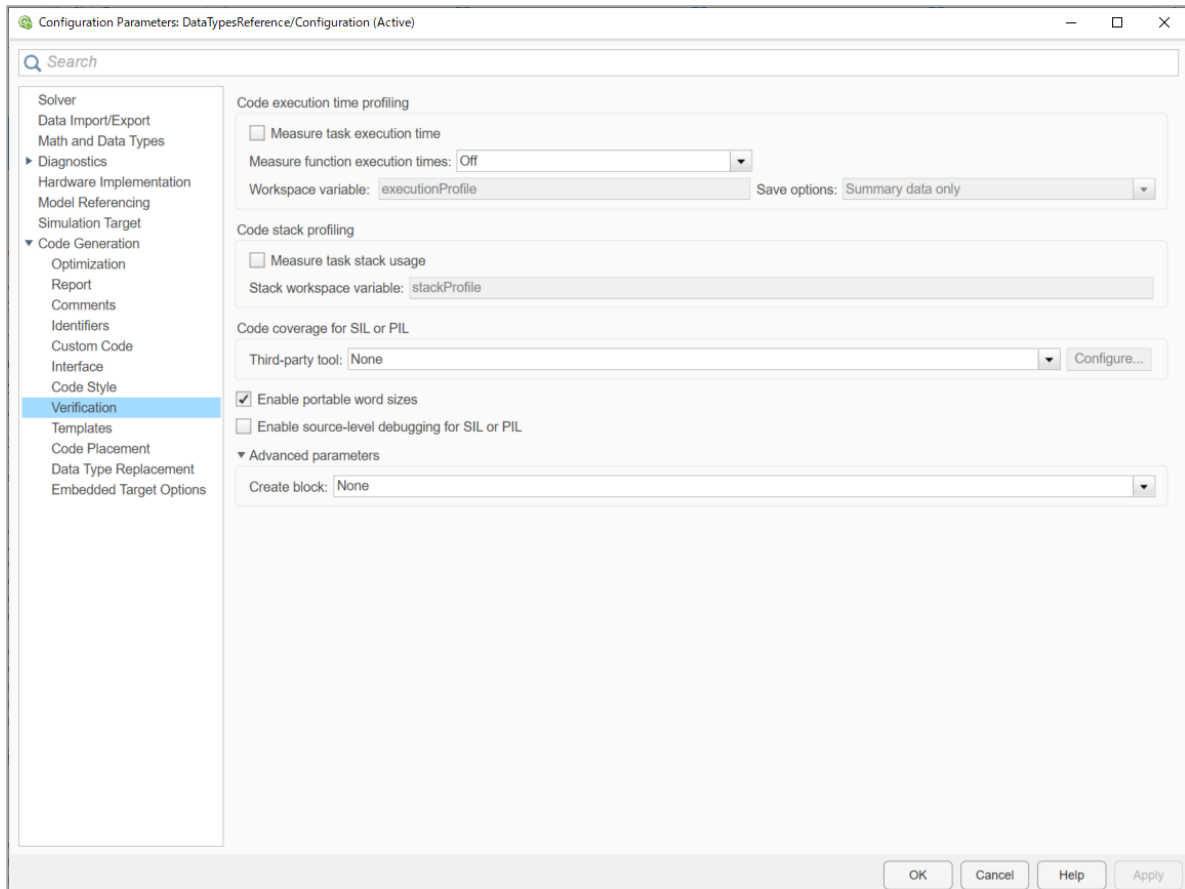 Configuration Parameters: DataTypesReference/Configuration (Active)
Search
Solver
Data Import/Export
Math and Data Types
Diagnostics
Hardware Implementation
Model Referencing
Simulation Target
Code Generation
Optimization
Report
Comments
Identifiers
Custom Code
Interface
Code Style
Verification
Templates
Code Placement
Data Type Replacement
Embedded Target Options
Code execution time profiling
Measure task execution time
Measure function execution times: Off
Workspace variable: executionProfile Save options: Summary data only
Code stack profiling
Measure task stack usage
Stack workspace variable: stackProfile
Code coverage for SIL or PIL
Third-party tool: None Configure...
Enable portable word sizes
Enable source-level debugging for SIL or PIL
Advanced parameters
Create block: None
OK Cancel Help Apply